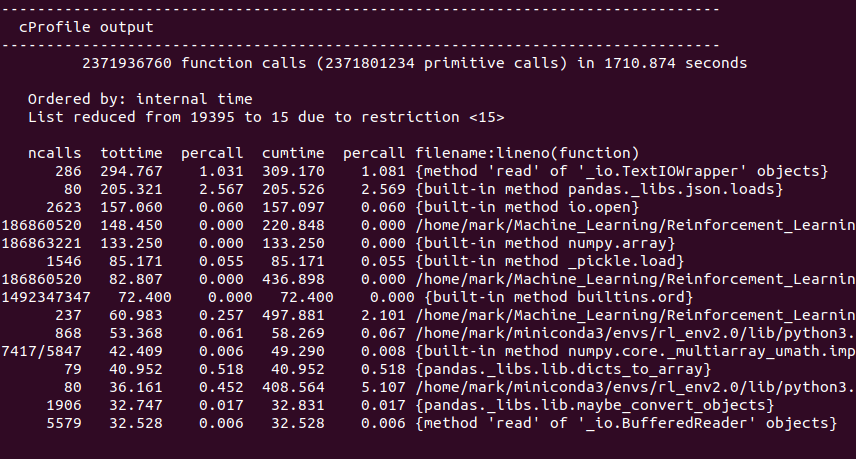 --------------------------------------------------------------------------------
cProfile output
--------------------------------------------------------------------------------
2371936760 function calls (2371801234 primitive calls) in 1710.874 seconds
Ordered by: internal time
List reduced from 19395 to 15 due to restriction <15>
ncalls tottime percall cumtime percall filename:lineno(function)
286 294.767 1.031 309.170 1.081 {method 'read' of '_io.TextIOWrapper' objects}
80 205.321 2.567 205.526 2.569 {built-in method pandas._libs.json.loads}
2623 157.060 0.060 157.097 0.060 {built-in method io.open}
186860520 148.450 0.000 220.848 0.000 /home/mark/Machine_Learning/Reinforcement_Learnin
186863221 133.250 0.000 133.250 0.000 {built-in method numpy.array}
1546 85.171 0.055 85.171 0.055 {built-in method _pickle.load}
186860520 82.807 0.000 436.898 0.000 /home/mark/Machine_Learning/Reinforcement_Learnin
1492347347 72.400 0.000 72.400 0.000 {built-in method builtins.ord}
237 60.983 0.257 497.881 2.101 /home/mark/Machine_Learning/Reinforcement_Learnin
868 53.368 0.061 58.269 0.067 /home/mark/miniconda3/envs/rl_env2.0/lib/python3.
7417/5847 42.409 0.006 49.290 0.008 {built-in method numpy.core._multiarray_umath.imp
79 40.952 0.518 40.952 0.518 {pandas._libs.lib.dicts_to_array}
80 36.161 0.452 408.564 5.107 /home/mark/miniconda3/envs/rl_env2.0/lib/python3.
1906 32.747 0.017 32.831 0.017 {pandas._libs.lib.maybe_convert_objects}
5579 32.528 0.006 32.528 0.006 {method 'read' of '_io.BufferedReader' objects}